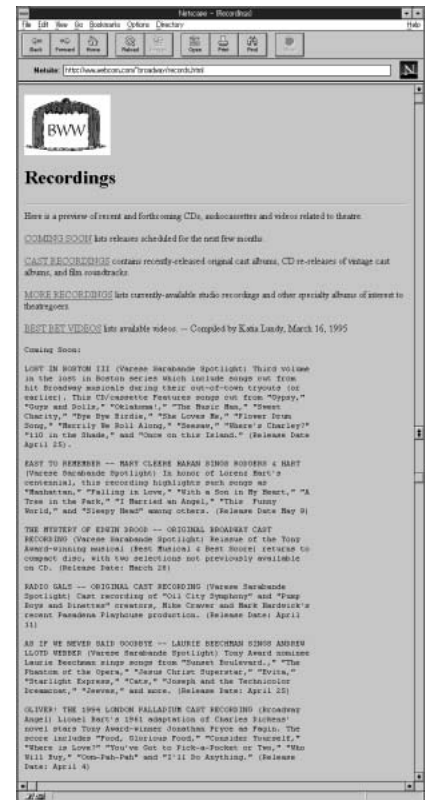 Netscape - [Recordings]
File Edit View Go Bookmarks Options Directory Help
Back Forward Home Reload Open Print Find
Netsite: http://www.webcom.com/~broadway/records.html
N
BWW
Recordings
Here is a preview of recent and forthcoming CDs, audiocassettes and videos related to theatre.
COMING SOON lists releases scheduled for the next few months.
CAST RECORDINGS contains recently-released original cast albums, CD re-releases of vintage cast
albums, and film soundtracks.
MORE RECORDINGS lists currently-available studio recordings and other specialty albums of interest to
theatregoers.
BEST BET VIDEOS lists available videos. -- Compiled by Katia Lundy, March 16, 1995
Coming Soon:
LOST IN BOSTON III (Varese Sarabande Spotlight) Third volume
in the lost in Boston series which include songs cut from
hit Broadway musicals during their out-of-town tryouts (or
earlier). This CD/cassette features songs cut from "Gypsy,"
"Guys and Dolls," "Oklahoma!," "The Music Man," "Sweet
Charity," "Bye Bye Birdie," "She Loves Me," "Flower Drum
Song," "Merrily We Roll Along," "Seesaw," "Where's Charley?"
"110 in the Shade," and "Once on this Island." (Release Date
April 25).
EASY TO REMEMBER -- MARY CLEERE HARAN SINGS RODGERS & HART
(Varese Sarabande Spotlight) In honor of Lorenz Hart's
centennial, this recording highlights such songs as
"Manhattan," "Falling in Love," "With a Son in My Heart," "A
Tree in the Park," "I Married an Angel," "This Funny
World," and "Sleepy Head" among others. (Release Date May 9)
THE MYSTERY OF EDWIN DROOD -- ORIGINAL BROADWAY CAST
RECORDING (Varese Sarabande Spotlight) Reissue of the Tony
Award-winning musical (Best Musical & Best Score) returns to
compact disc, with two selections not previously available
on CD. (Release Date: March 28)
RADIO GALS -- ORIGINAL CAST RECORDING (Varese Sarabande
Spotlight) Cast recording of "Oil City Symphony" and "Pump
Boys and Dinettes" creators, Mike Craver and Mark Hardwick's
recent Pasadena Playhouse production. (Release Date: April
11)
AS IF WE NEVER SAID GOODBYE -- LAURIE BEECHMAN SINGS ANDREW
LLOYD WEBBER (Varese Sarabande Spotlight) Tony Award nominee
Laurie Beechman sings songs from "Sunset Boulevard.," "The
Phantom of the Opera," "Jesus Christ Superstar," "Evita,"
"Starlight Express," "Cats," "Joseph and the Technicolor
Dreamcoat," "Jeeves," and more. (Release Date: April 25)
OLIVER! THE 1994 LONDON PALLADIUM CAST RECORDING (Broadway
Angel) Lionel Bart's 1961 adaptation of Charles Dickens'
novel stars Tony Award-winner Jonathan Pryce as Fagin. The
score includes "Food, Glorious Food," "Consider Yourself,"
"Where is Love?" "You've Got to Pick-a-Pocket or Two," "Who
Will Buy," "Oom-Pah-Pah" and "I'll Do Anything." (Release
Date: April 4)